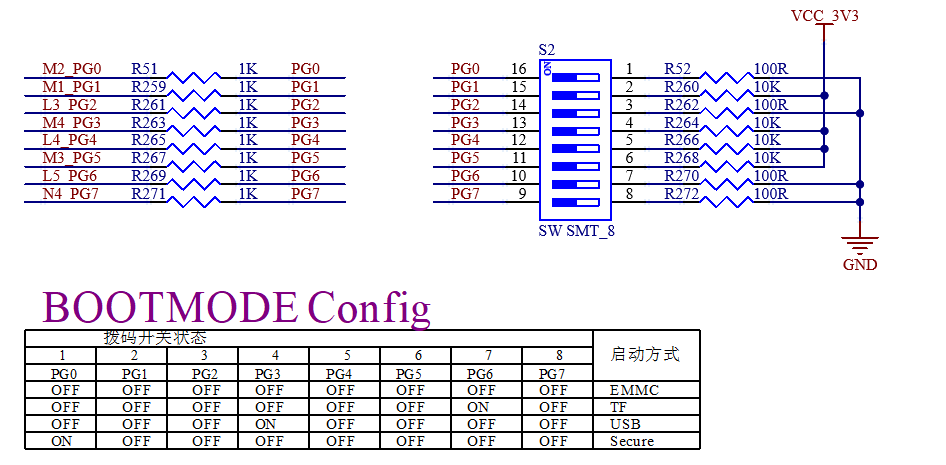 VCC_3V3
S2
M2_PG0 R51 1K PG0 PG0 16 ON 1 R52 100R
M1_PG1 R259 1K PG1 PG1 15 2 R260 10K
L3_PG2 R261 1K PG2 PG2 14 3 R262 100R
M4_PG3 R263 1K PG3 PG3 13 4 R264 10K
L4_PG4 R265 1K PG4 PG4 12 5 R266 10K
M3_PG5 R267 1K PG5 PG5 11 6 R268 10K
L5_PG6 R269 1K PG6 PG6 10 7 R270 100R
N4_PG7 R271 1K PG7 PG7 9 8 R272 100R
SW SMT_8
GND
BOOTMODE Config
拨码开关状态 启动方式
1 2 3 4 5 6 7 8
PG0 PG1 PG2 PG3 PG4 PG5 PG6 PG7
OFF OFF OFF OFF OFF OFF OFF OFF EMMC
OFF OFF OFF OFF OFF OFF ON OFF TF
OFF OFF OFF ON OFF OFF OFF OFF USB
ON OFF OFF OFF OFF OFF OFF OFF Secure